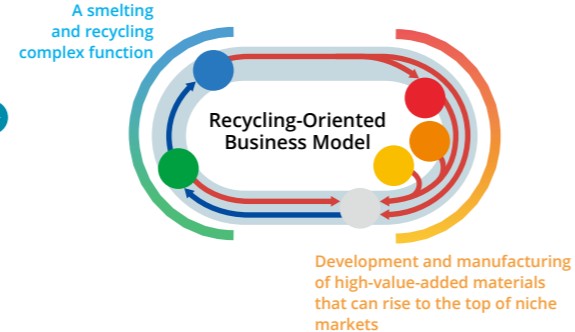 A smelting
and recycling
complex function
Recycling-Oriented
Business Model
Development and manufacturing
of high-value-added materials
that can rise to the top of niche
markets